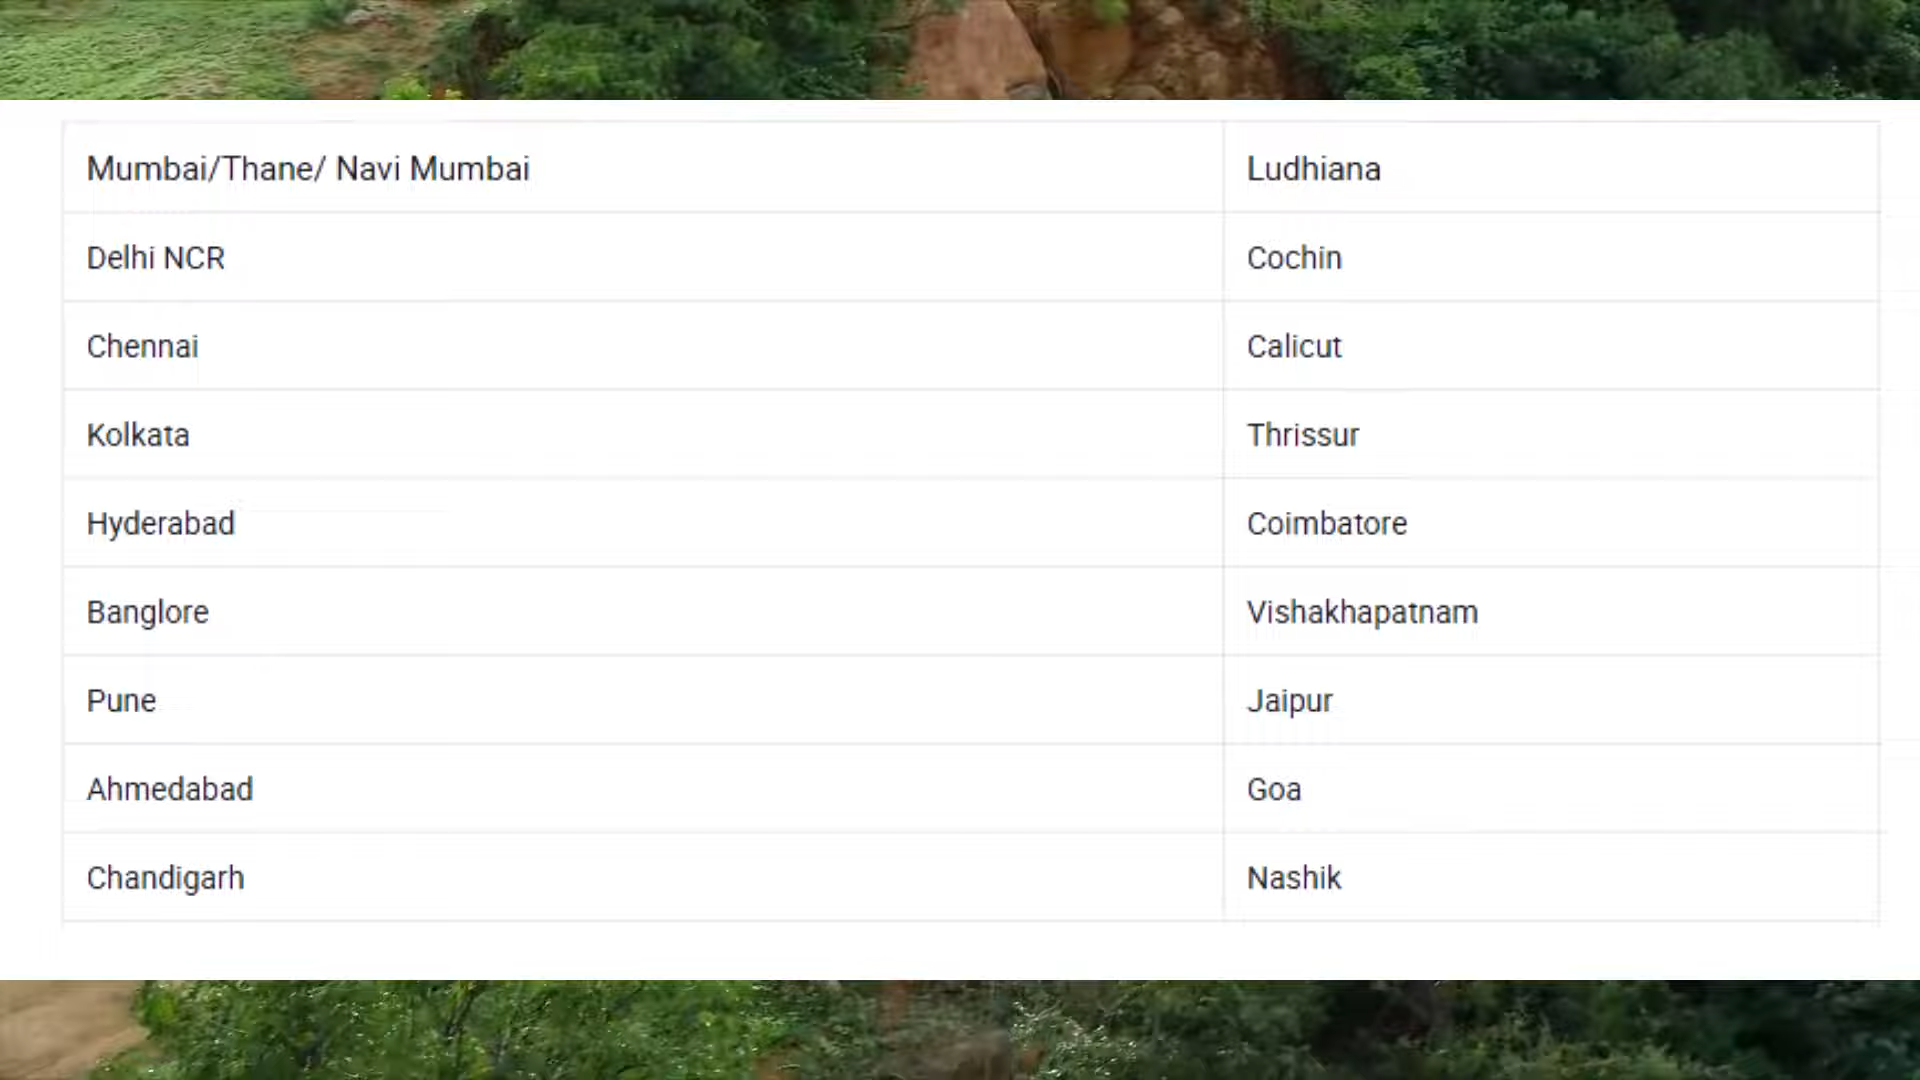 Mumbai/Thane/ Navi Mumbai Ludhiana
Delhi NCR Cochin
Chennai Calicut
Kolkata Thrissur
Hyderabad Coimbatore
Banglore Vishakhapatnam
Pune Jaipur
Ahmedabad Goa
Chandigarh Nashik